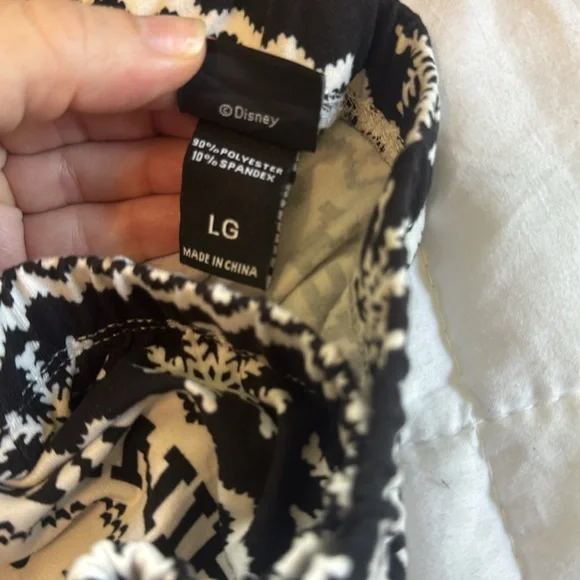 ©Disney
90% POLYESTER
10% SPANDEX
LG
MADE IN CHINA